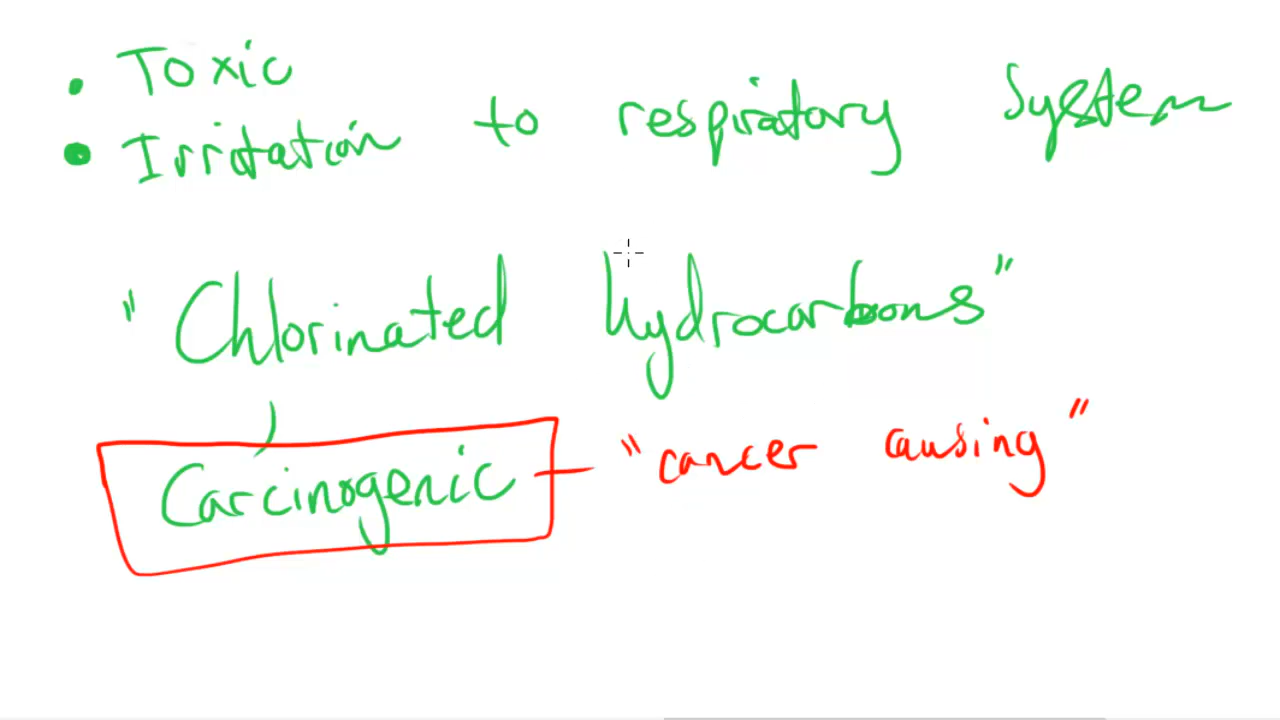 • Toxic
• Irritation to respiratory System
" Chlorinated hydrocarbons "
Carcinogenic — " cancer causing "